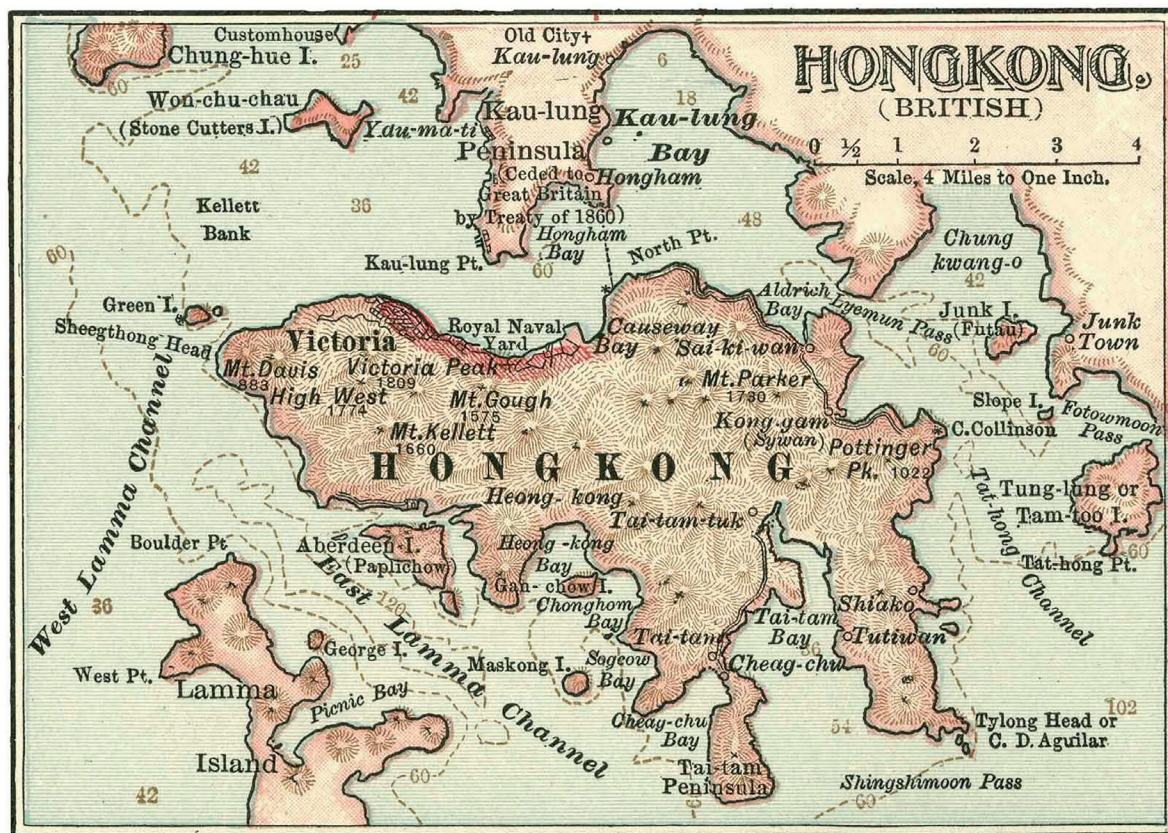 Customhouse
Chung-hue I.
25
60
Old City+
Kau-lung
6
HONGKONG.
(BRITISH)
0 ½ 1 2 3 4
Scale, 4 Miles to One Inch.
Won-chu-chau
(Stone Cutters I.)
42
Yau-ma-ti
Kau-lung
Peninsula
(Ceded to
Great Britain
by Treaty of 1860)
18
Kau-lung
Bay
Hongham
42
Kellett
Bank
36
Hongham
Bay
48
Kau-lung Pt.
60
North Pt.
Chung
kwang-o
42
60
Green I.
Sheegthong Head
Victoria
Royal Naval
Yard
Causeway
Bay
Aldrich
Bay
Lyemun Pass
60
Junk I.
(Futau)
Junk
Town
Sai-ki-wan
Mt. Davis
883
Victoria Peak
1809
High West
1774
Mt. Gough
1575
Mt. Parker
1730
Mt. Kellett
1660
Kong-gam
(Sywan)
Pottinger
Pk. 1022
Slope I.
C. Collinson
Fotowmoon
Pass
HONGKONG
Heong-kong
Tai-tam-tuk
Tung-lung or
Tam-too I.
60
Tat-hong Pt.
Tat-hong Channel
West Lamma Channel
36
Boulder Pt.
Aberdeen I.
(Paplichow)
Heong-kong
Bay
Gan-chow I.
Chonghom
Bay
East Lamma Channel
120
Tai-tam
Tai-tam
Bay
36
Shiako
Tutiwan
Cheag-chu
West Pt.
George I.
Lamma
Island
Picnic Bay
Maskong I.
Sogcow
Bay
Cheag-chu
Bay
Tai-tam
Peninsula
54
102
Tylong Head or
C. D. Aguilar
Shingshimoon Pass
42
60
60